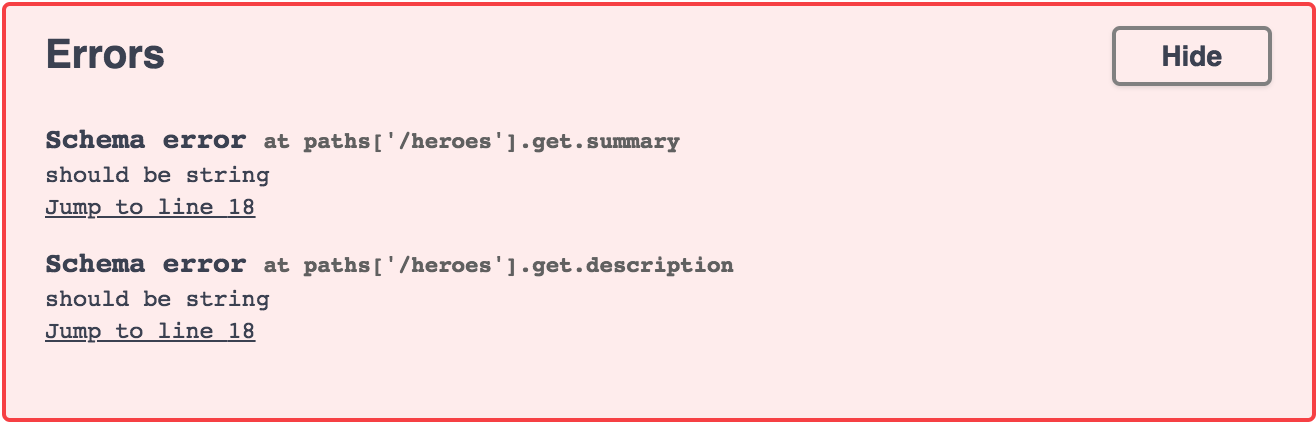 Errors
Hide
Schema error at paths['/heroes'].get.summary
should be string
Jump to line 18
Schema error at paths['/heroes'].get.description
should be string
Jump to line 18